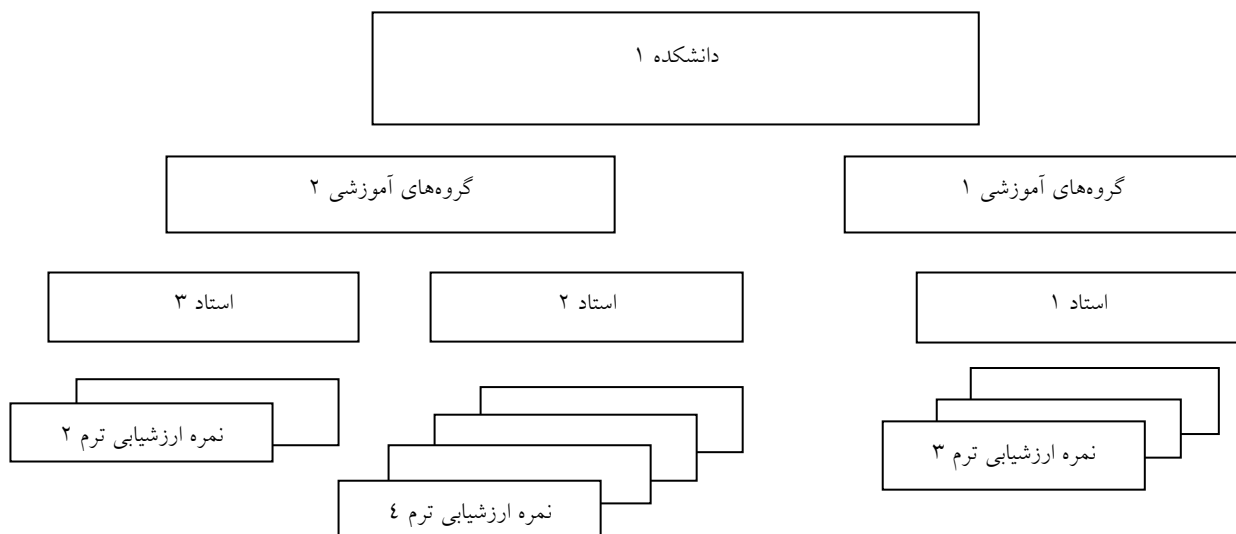 دانشکده ۱
گروه‌های آموزشی ۱
گروه‌های آموزشی ۲
استاد ۱
استاد ۲
استاد ۳
نمره ارزشیابی ترم ۳
نمره ارزشیابی ترم ٤
نمره ارزشیابی ترم ۲